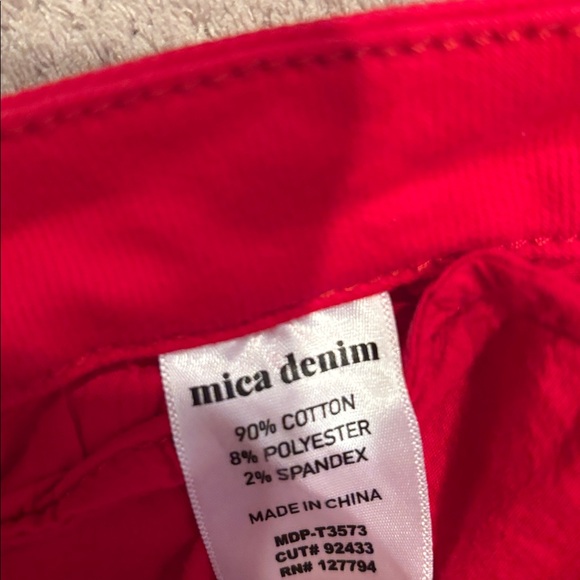 mica denim
90% COTTON
8% POLYESTER
2% SPANDEX
MADE IN CHINA
MDP-T3573
CUT# 92433
RN# 127794